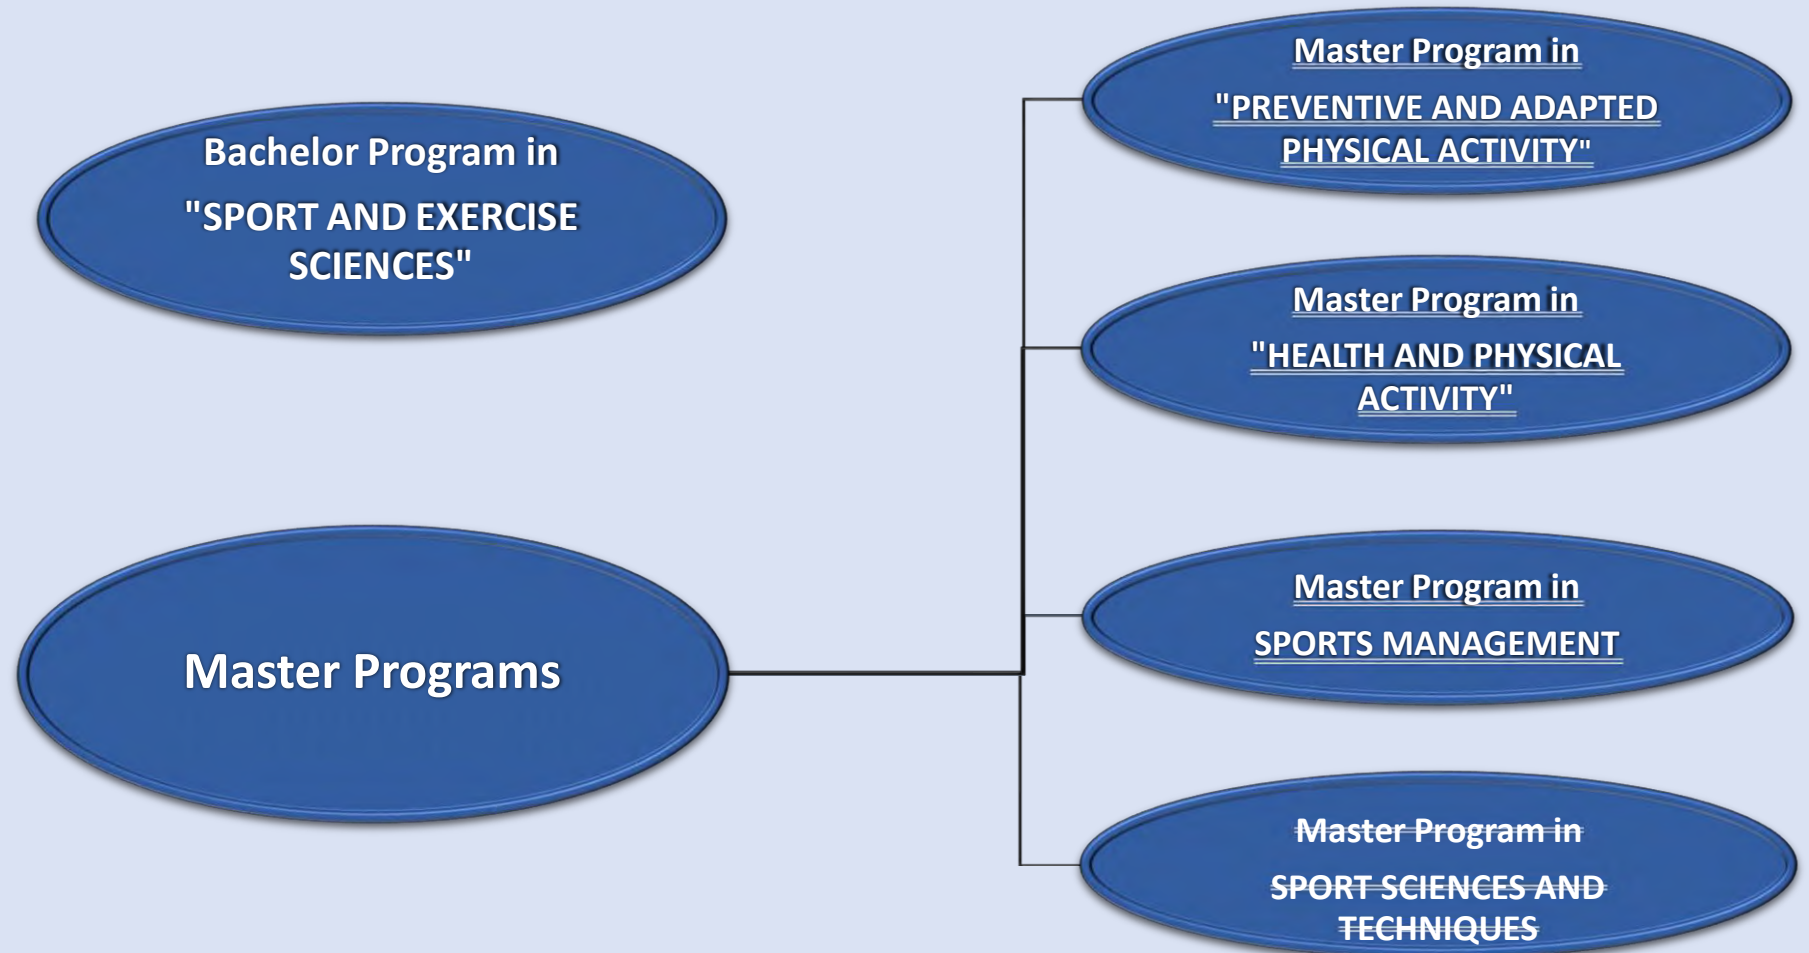 Bachelor Program in
"SPORT AND EXERCISE
SCIENCES"
Master Programs
Master Program in
"PREVENTIVE AND ADAPTED
PHYSICAL ACTIVITY"
Master Program in
"HEALTH AND PHYSICAL
ACTIVITY"
Master Program in
SPORTS MANAGEMENT
Master Program in
SPORT SCIENCES AND
TECHNIQUES